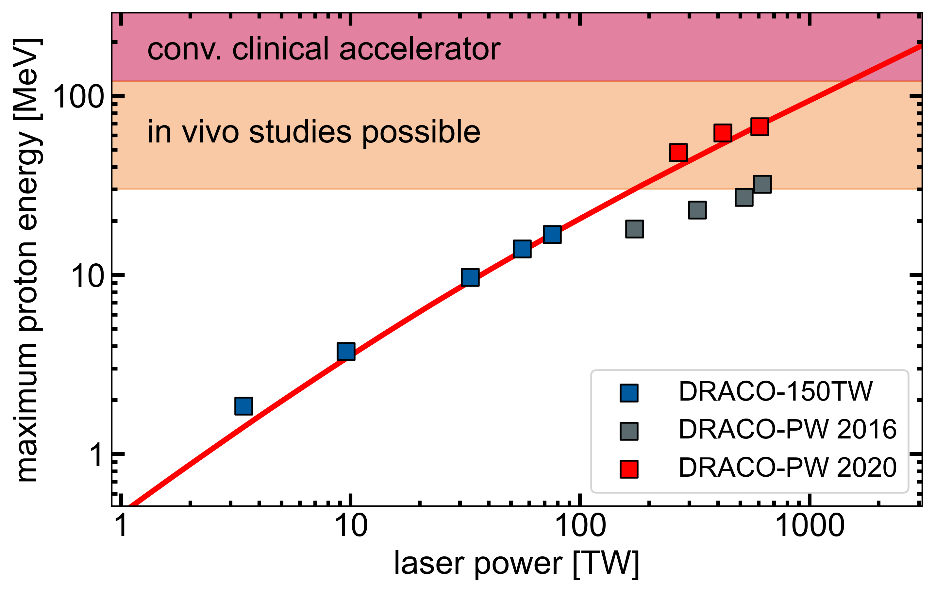 maximum proton energy [MeV]
100
10
1
conv. clinical accelerator
in vivo studies possible
DRACO-150TW
DRACO-PW 2016
DRACO-PW 2020
1 10 100 1000
laser power [TW]